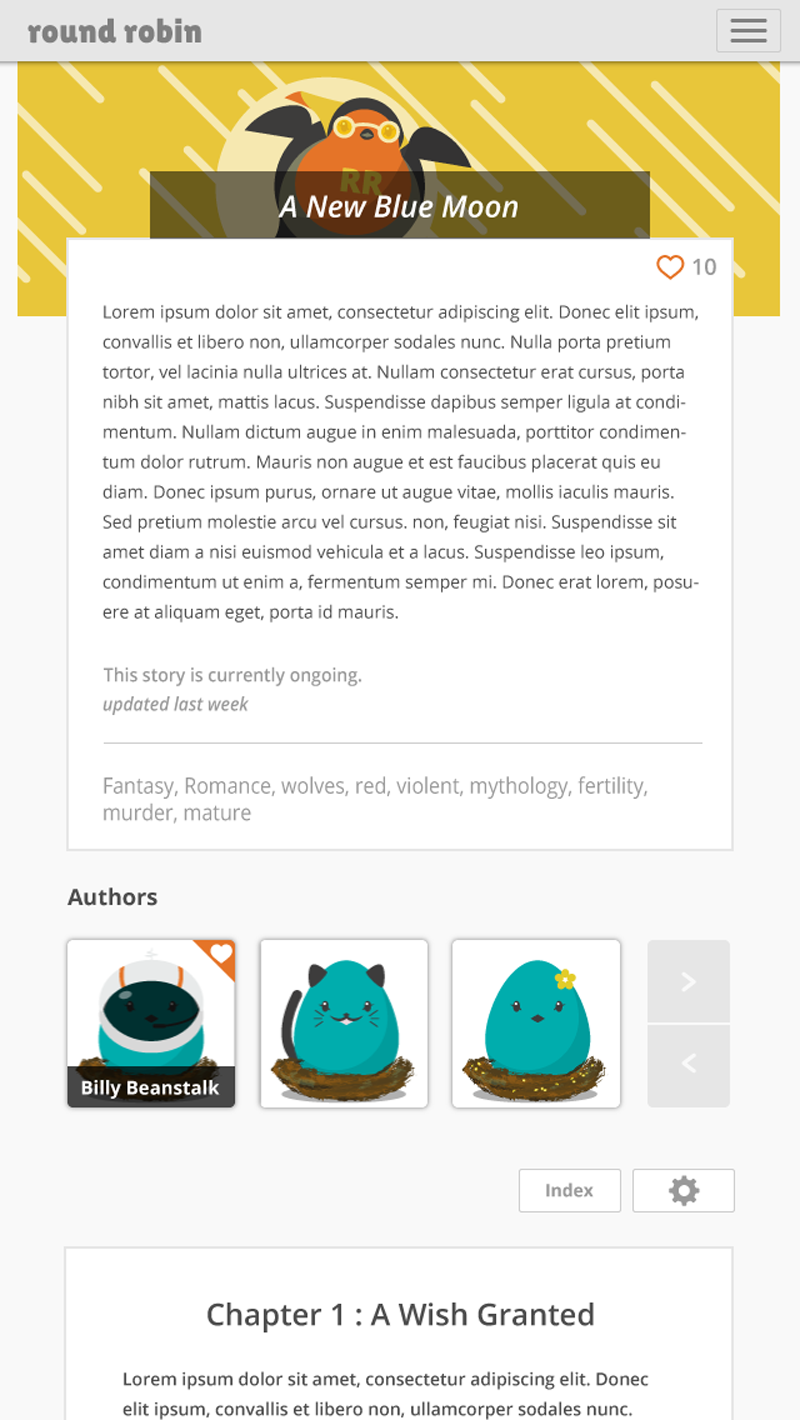 round robin
RR
A New Blue Moon
10
Lorem ipsum dolor sit amet, consectetur adipiscing elit. Donec elit ipsum,
convallis et libero non, ullamcorper sodales nunc. Nulla porta pretium
tortor, vel lacinia nulla ultrices at. Nullam consectetur erat cursus, porta
nibh sit amet, mattis lacus. Suspendisse dapibus semper ligula at condi-
mentum. Nullam dictum augue in enim malesuada, porttitor condimen-
tum dolor rutrum. Mauris non augue et est faucibus placerat quis eu
diam. Donec ipsum purus, ornare ut augue vitae, mollis iaculis mauris.
Sed pretium molestie arcu vel cursus. non, feugiat nisi. Suspendisse sit
amet diam a nisi euismod vehicula et a lacus. Suspendisse leo ipsum,
condimentum ut enim a, fermentum semper mi. Donec erat lorem, posu-
ere at aliquam eget, porta id mauris.
This story is currently ongoing.
updated last week
Fantasy, Romance, wolves, red, violent, mythology, fertility,
murder, mature
Authors
Billy Beanstalk
>
<
Index
Chapter 1 : A Wish Granted
Lorem ipsum dolor sit amet, consectetur adipiscing elit. Donec
elit ipsum, convallis et libero non, ullamcorper sodales nunc.